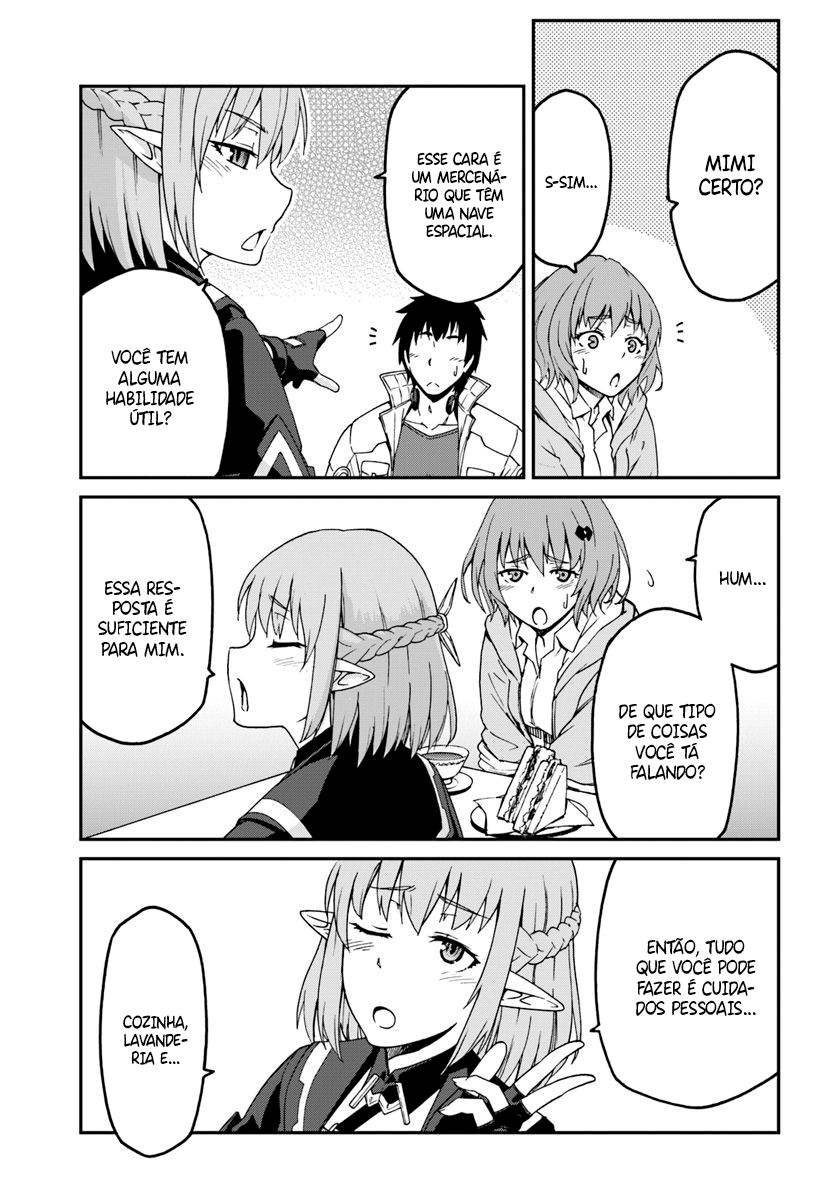 MIMI
CERTO?
S-SIM...
ESSE CARA É
UM MERCENÁ-
RIO QUE TÊM
UMA NAVE
ESPACIAL.
VOCÊ TEM
ALGUMA
HABILIDADE
ÚTIL?
HUM...
DE QUE TIPO
DE COISAS
VOCÊ TÁ
FALANDO?
ESSA RES-
POSTA É
SUFICIENTE
PARA MIM.
ENTÃO, TUDO
QUE VOCÊ PODE
FAZER É CUIDA-
DOS PESSOAIS...
COZINHA,
LAVANDE-
RIA E...